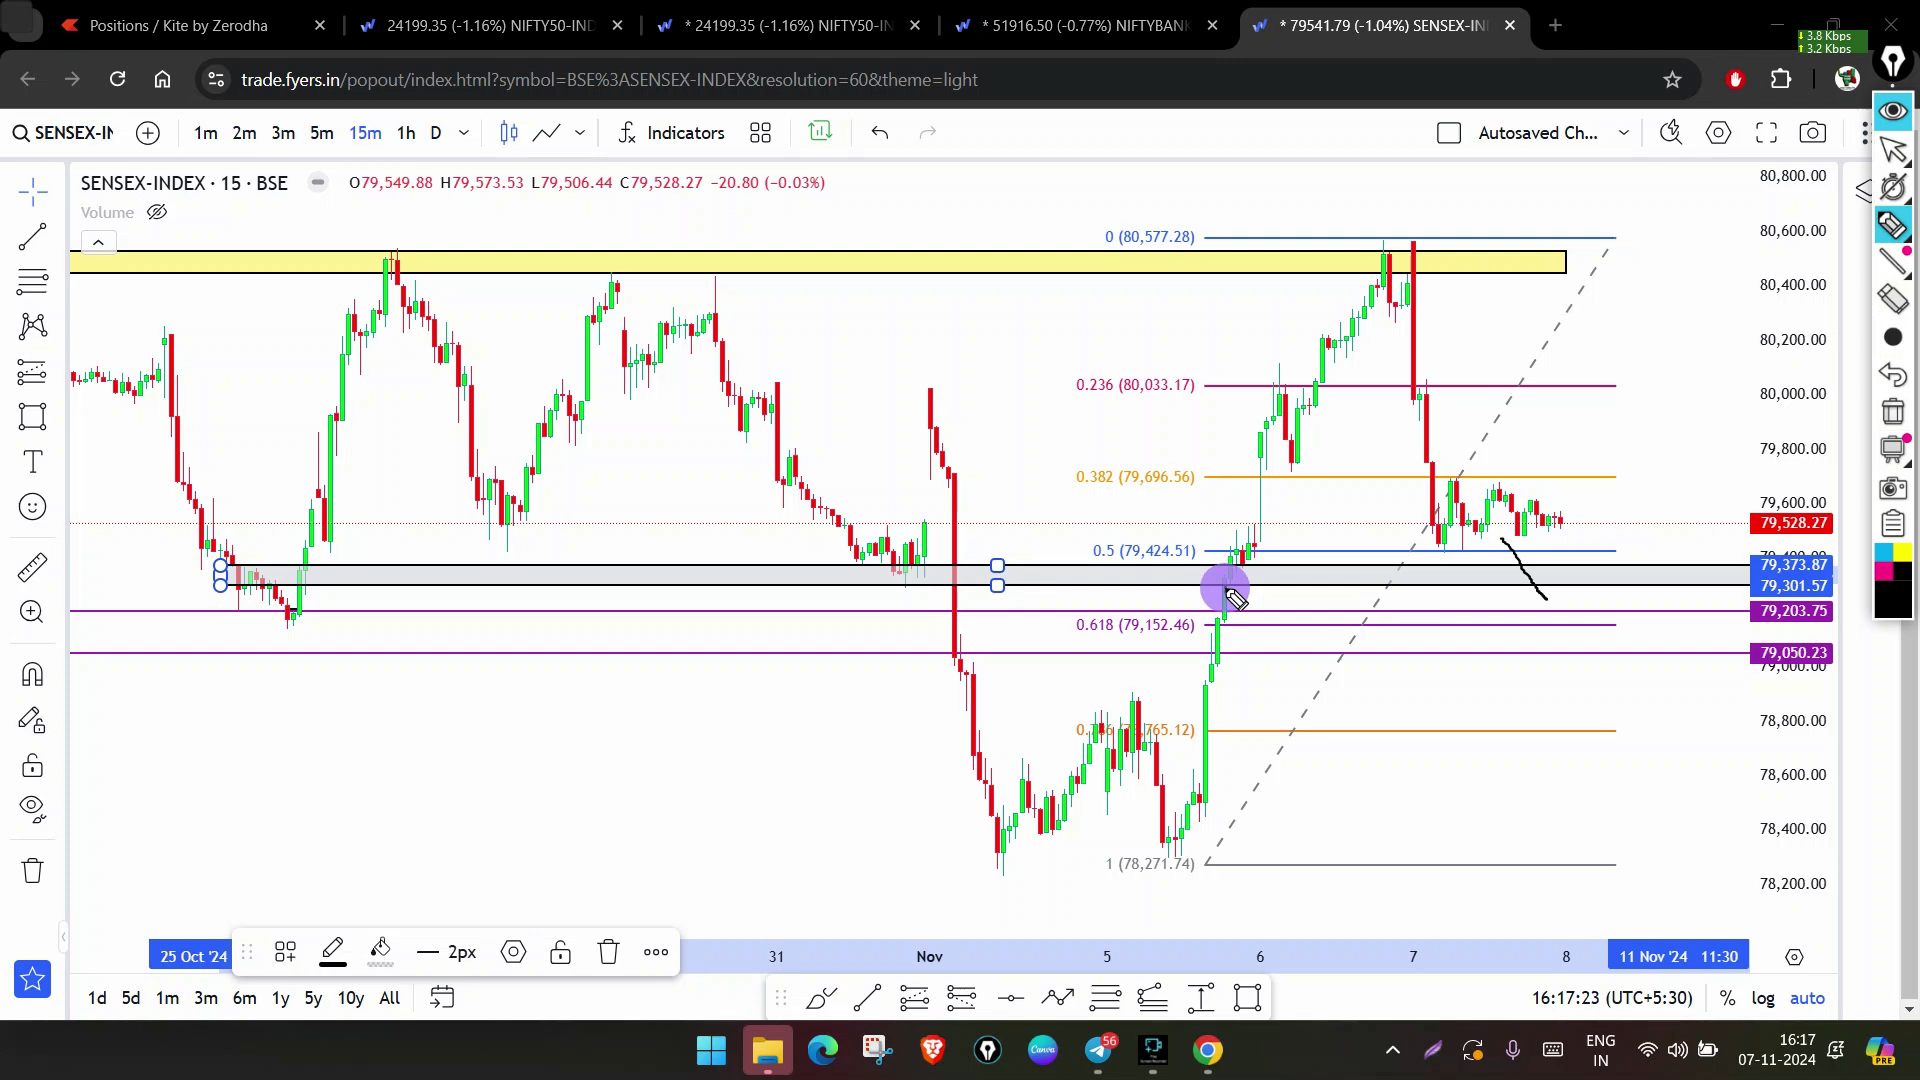 Positions / Kite by Zerodha
24199.35 (-1.16%) NIFTY50-IND
* 24199.35 (-1.16%) NIFTY50-IN
* 51916.50 (-0.77%) NIFTYBANK
* 79541.79 (-1.04%) SENSEX-IN
3.8 Kbps
3.2 Kbps
trade.fyers.in/popout/index.html?symbol=BSE%3ASENSEX-INDEX&resolution=60&theme=light
SENSEX-IN
1m 2m 3m 5m 15m 1h D
Indicators
Autosaved Ch...
SENSEX-INDEX · 15 · BSE
O79,549.88 H79,573.53 L79,506.44 C79,528.27 −20.80 (−0.03%)
Volume
80,800.00
80,600.00
80,400.00
80,200.00
80,000.00
79,800.00
79,600.00
79,528.27
79,373.87
79,301.57
79,203.75
79,050.23
79,000.00
78,800.00
78,600.00
78,400.00
78,200.00
0 (80,577.28)
0.236 (80,033.17)
0.382 (79,696.56)
0.5 (79,424.51)
0.618 (79,152.46)
1 (78,271.74)
25 Oct '24
31
Nov
5
6
7
8
11 Nov '24 11:30
2px
1d 5d 1m 3m 6m 1y 5y 10y All
16:17:23 (UTC+5:30)
% log auto
56
Canva
ENG
IN
16:17
07-11-2024
PRE